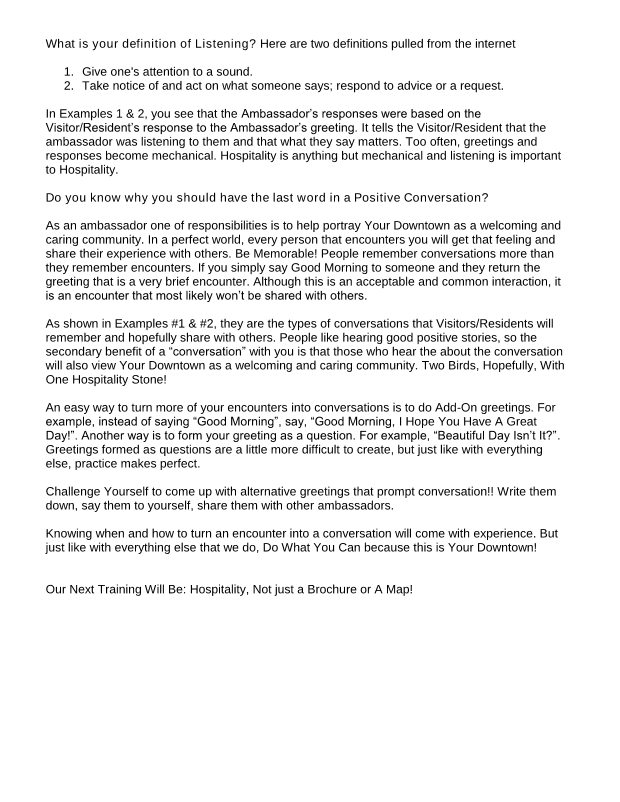 What is your definition of Listening? Here are two definitions pulled from the internet
1. Give one's attention to a sound.
2. Take notice of and act on what someone says; respond to advice or a request.
In Examples 1 & 2, you see that the Ambassador’s responses were based on the
Visitor/Resident’s response to the Ambassador’s greeting. It tells the Visitor/Resident that the
ambassador was listening to them and that what they say matters. Too often, greetings and
responses become mechanical. Hospitality is anything but mechanical and listening is important
to Hospitality.
Do you know why you should have the last word in a Positive Conversation?
As an ambassador one of responsibilities is to help portray Your Downtown as a welcoming and
caring community. In a perfect world, every person that encounters you will get that feeling and
share their experience with others. Be Memorable! People remember conversations more than
they remember encounters. If you simply say Good Morning to someone and they return the
greeting that is a very brief encounter. Although this is an acceptable and common interaction, it
is an encounter that most likely won’t be shared with others.
As shown in Examples #1 & #2, they are the types of conversations that Visitors/Residents will
remember and hopefully share with others. People like hearing good positive stories, so the
secondary benefit of a “conversation” with you is that those who hear the about the conversation
will also view Your Downtown as a welcoming and caring community. Two Birds, Hopefully, With
One Hospitality Stone!
An easy way to turn more of your encounters into conversations is to do Add-On greetings. For
example, instead of saying “Good Morning”, say, “Good Morning, I Hope You Have A Great
Day!”. Another way is to form your greeting as a question. For example, “Beautiful Day Isn’t It?”.
Greetings formed as questions are a little more difficult to create, but just like with everything
else, practice makes perfect.
Challenge Yourself to come up with alternative greetings that prompt conversation!! Write them
down, say them to yourself, share them with other ambassadors.
Knowing when and how to turn an encounter into a conversation will come with experience. But
just like with everything else that we do, Do What You Can because this is Your Downtown!
Our Next Training Will Be: Hospitality, Not just a Brochure or A Map!